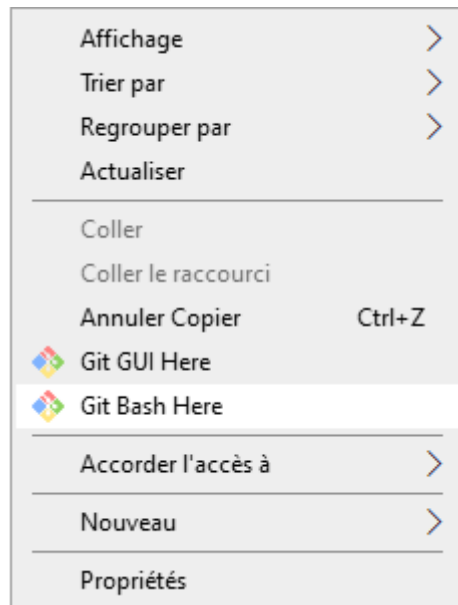 Affichage
Trier par
Regrouper par
Actualiser
Coller
Coller le raccourci
Annuler Copier Ctrl+Z
Git GUI Here
Git Bash Here
Accorder l'accès à
Nouveau
Propriétés